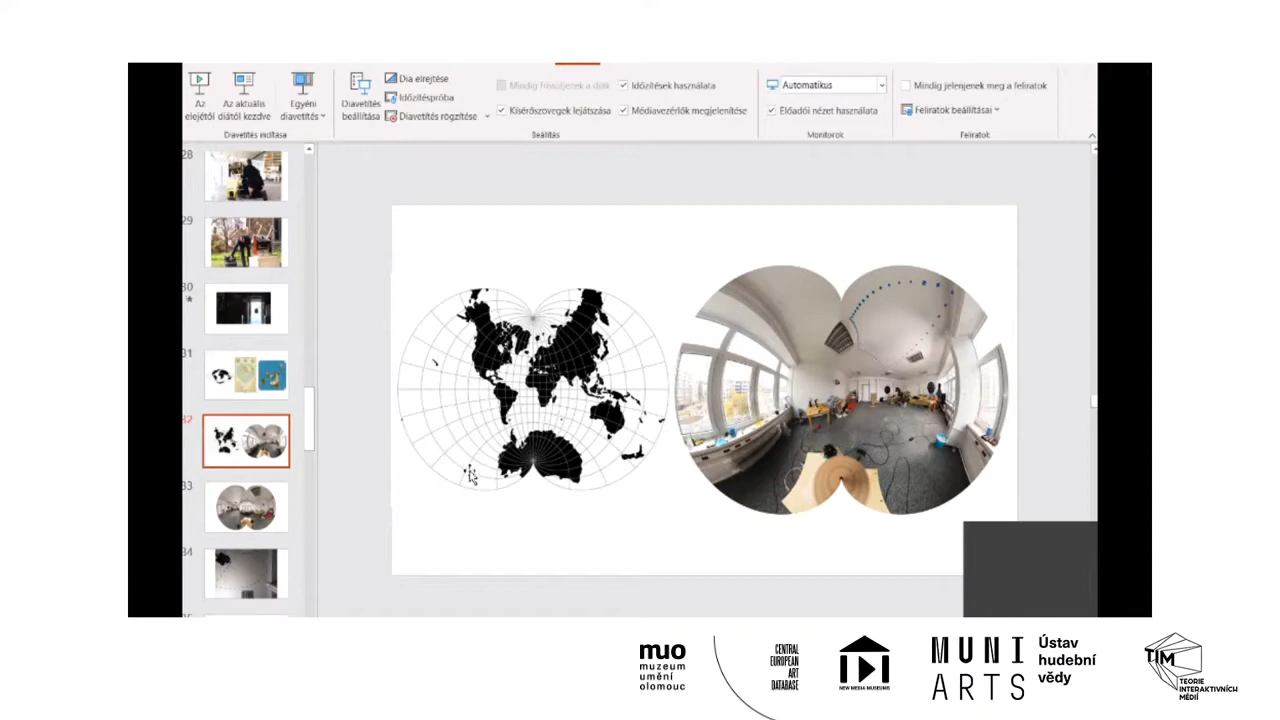 Az elejétől
Az aktuális diától kezdve
Egyéni diavetítés
Diavetítés indítása
Diavetítés beállítása
Dia elrejtése
Időzítéspróba
Diavetítés rögzítése
Kísérőszövegek lejátszása
Időzítések használata
Médiavezérlők megjelenítése
Beállítás
Automatikus
Előadói nézet használata
Monitorok
Mindig jelenjenek meg a feliratok
Feliratok beállításai
Feliratok
28
29
30
31
32
33
34
muo
muzeum
umění
olomouc
CENTRAL
EUROPEAN
ART
DATABASE
NEW MEDIA MUSEUMS
MUNI
ARTS
Ústav
hudební
vědy
TIM
TEORIE
INTERAKTIVNÍCH
MÉDIÍ